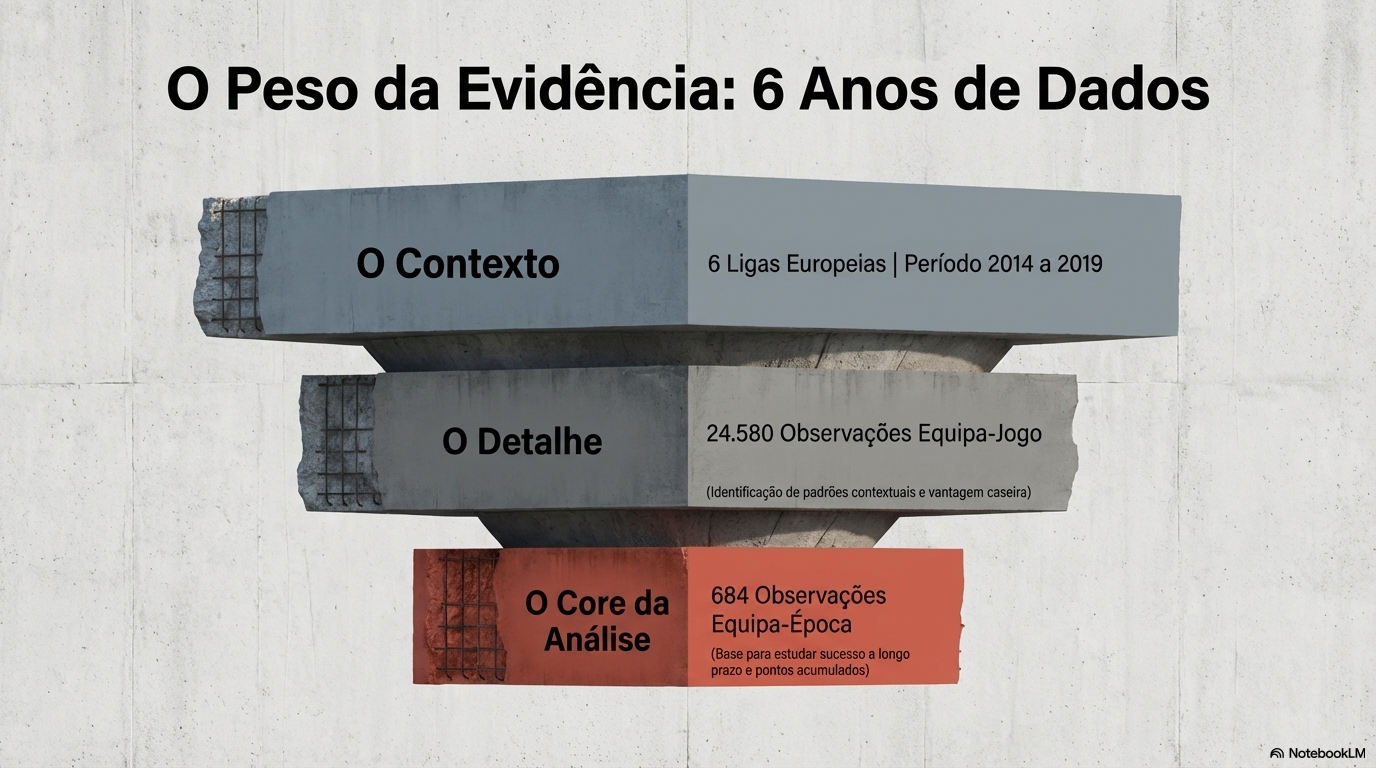 O Peso da Evidência: 6 Anos de Dados
O Contexto
6 Ligas Europeias | Período 2014 a 2019
O Detalhe
24.580 Observações Equipa-Jogo
(Identificação de padrões contextuais e vantagem caseira)
O Core da
Análise
684 Observações
Equipa-Época
(Base para estudar sucesso a longo
prazo e pontos acumulados)
NotebookLM